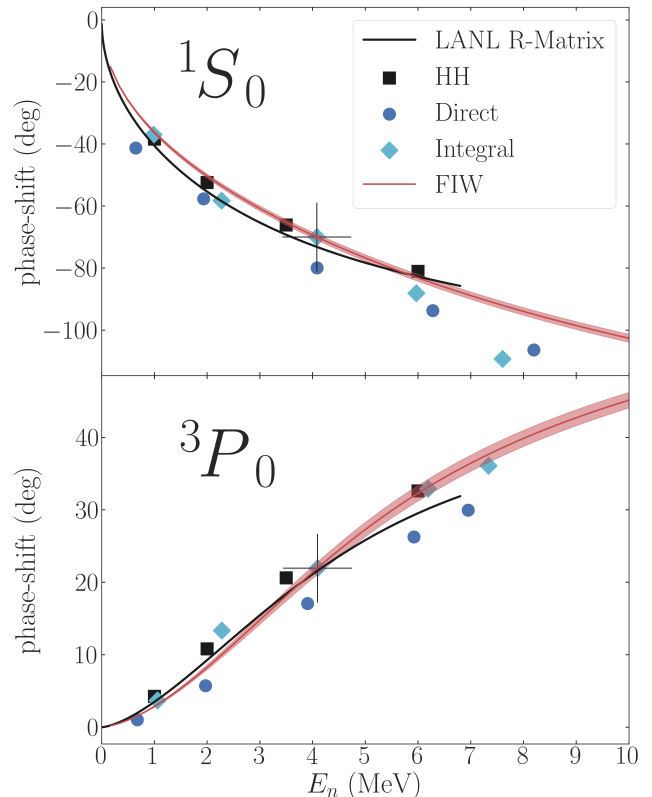 0
−20
−40
−60
−80
−100
phase-shift (deg)
¹S₀
LANL R-Matrix
HH
Direct
Integral
FIW
40
30
20
10
0
phase-shift (deg)
³P₀
0 1 2 3 4 5 6 7 8 9 10
Eₙ (MeV)